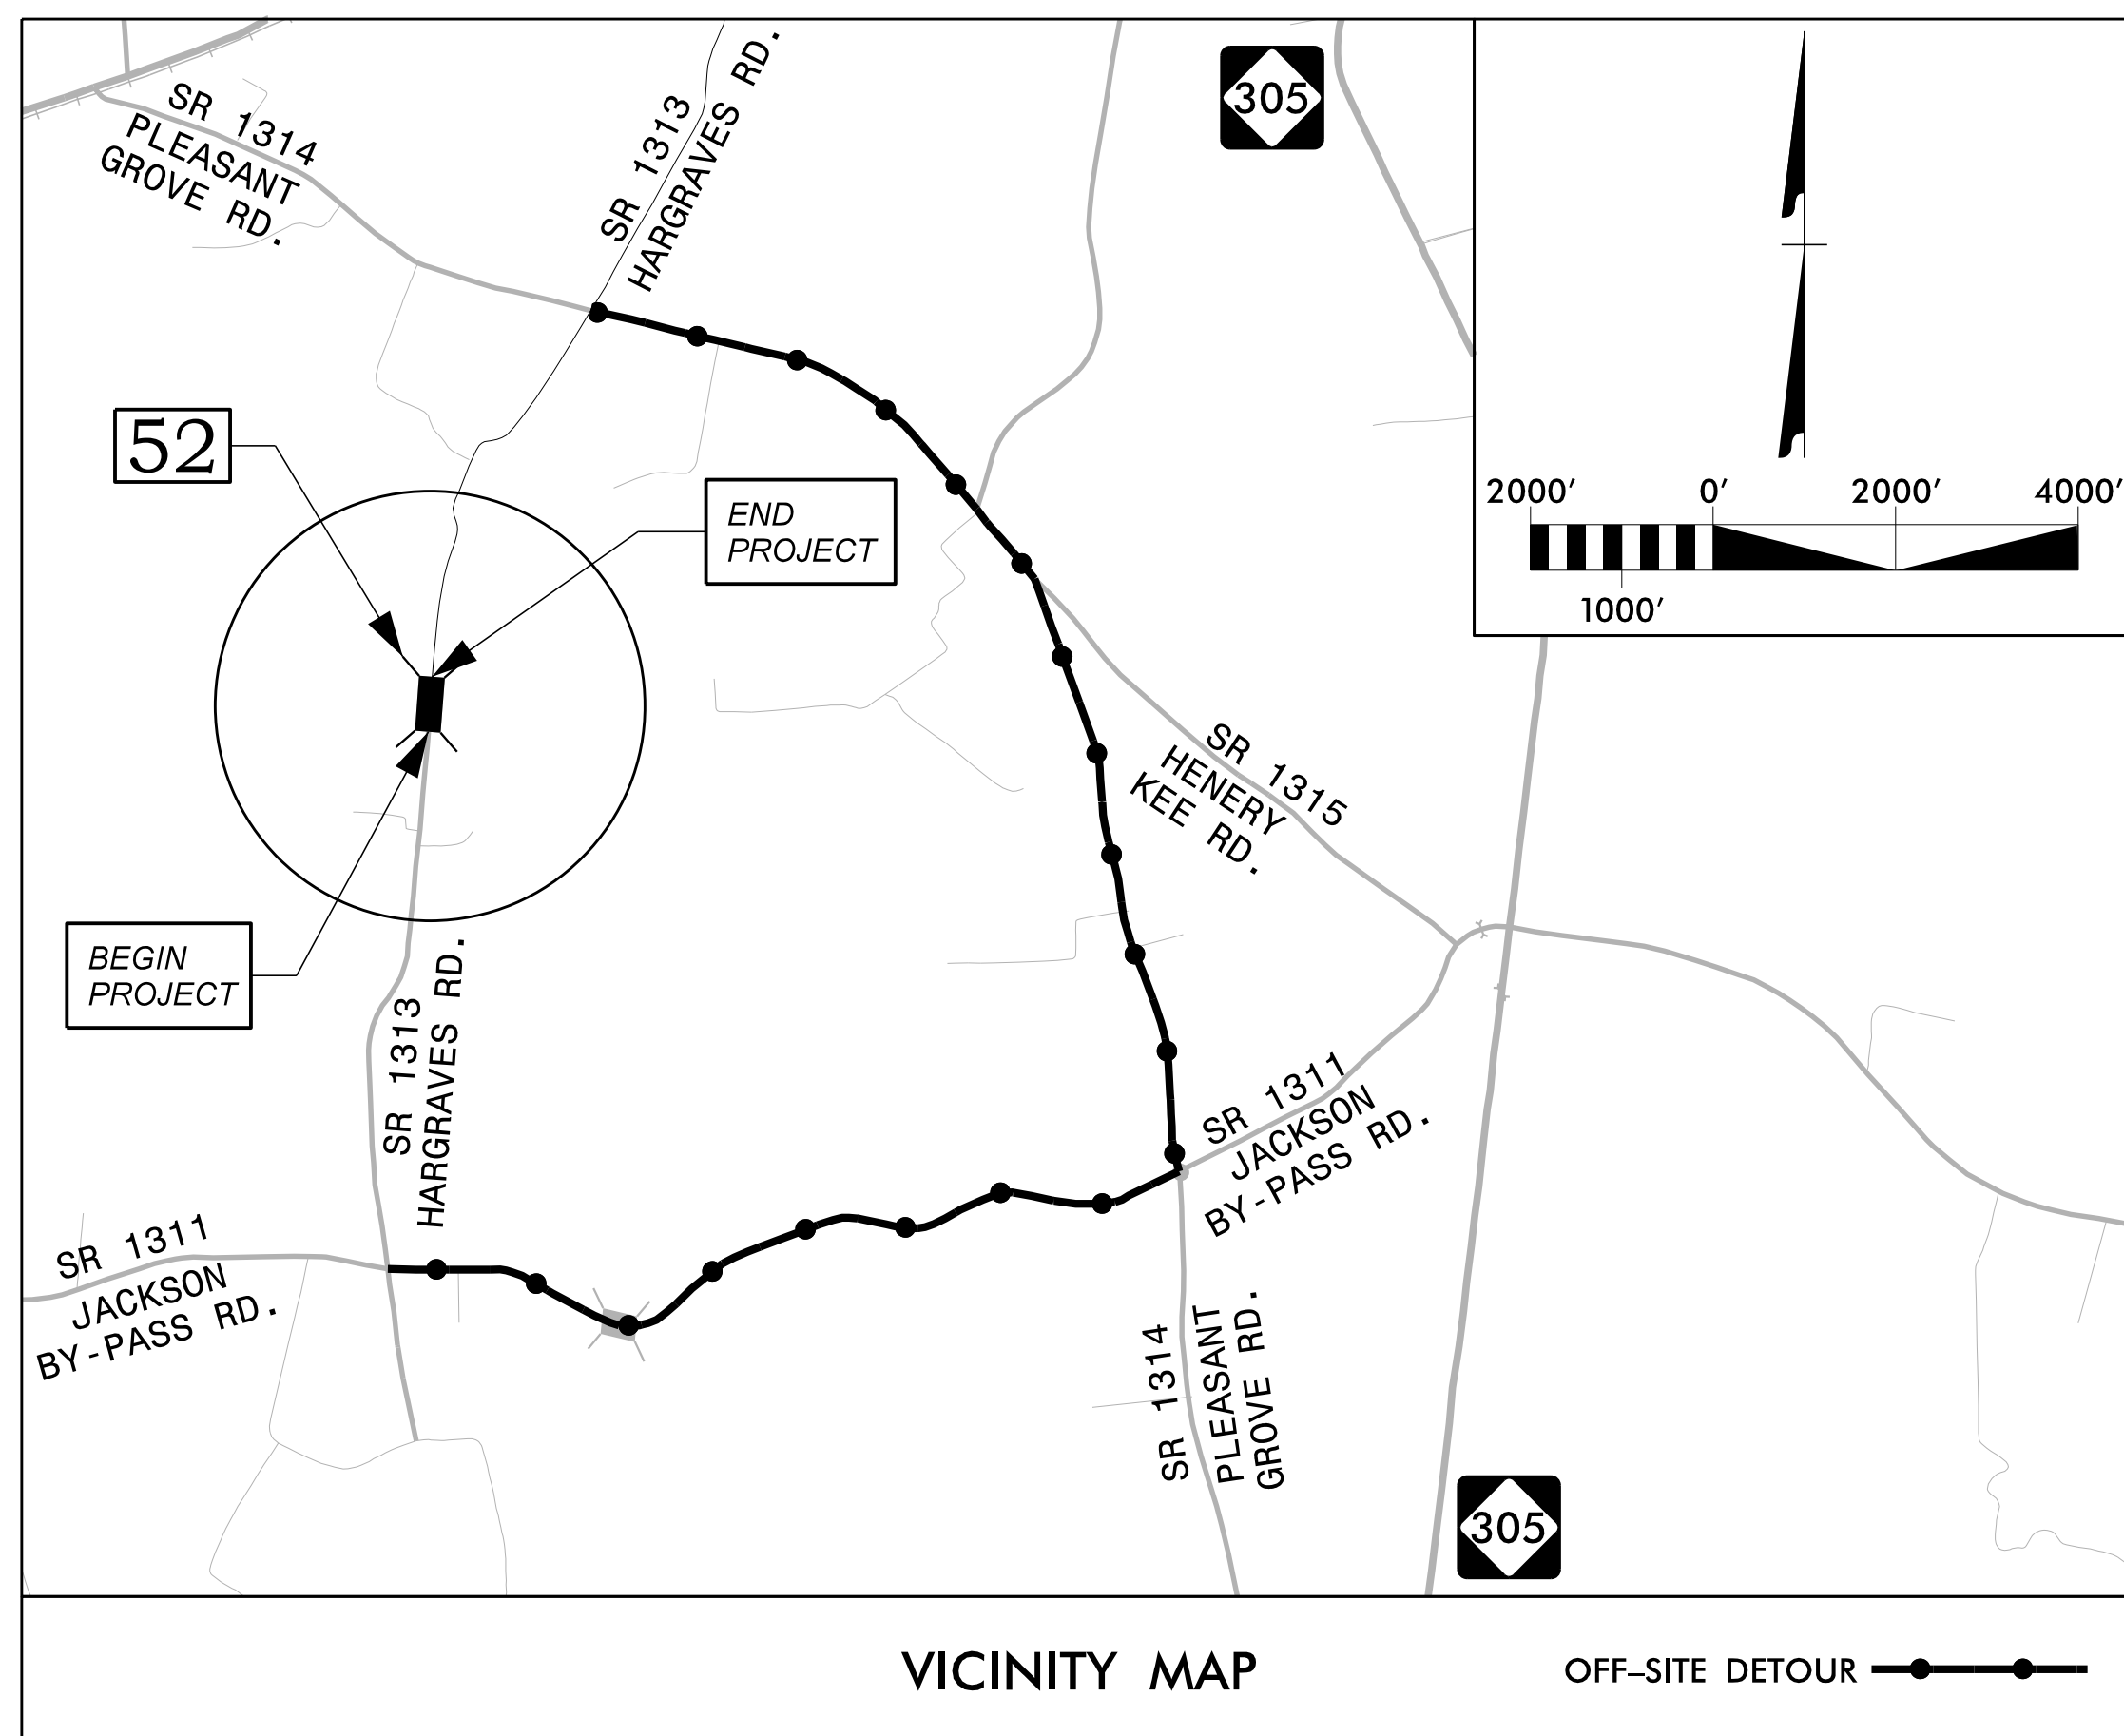 SR 1314
PLEASANT
GROVE RD.
SR 1313
HARGRAVES RD.
305
2000' 0' 2000' 4000'
1000'
52
END
PROJECT
SR 1315
HENERY
KEE RD.
BEGIN
PROJECT
SR 1313
HARGRAVES RD.
SR 1311
JACKSON
BY-PASS RD.
SR 1311
JACKSON
BY-PASS RD.
SR 1314
PLEASANT
GROVE RD.
305
VICINITY MAP
OFF-SITE DETOUR